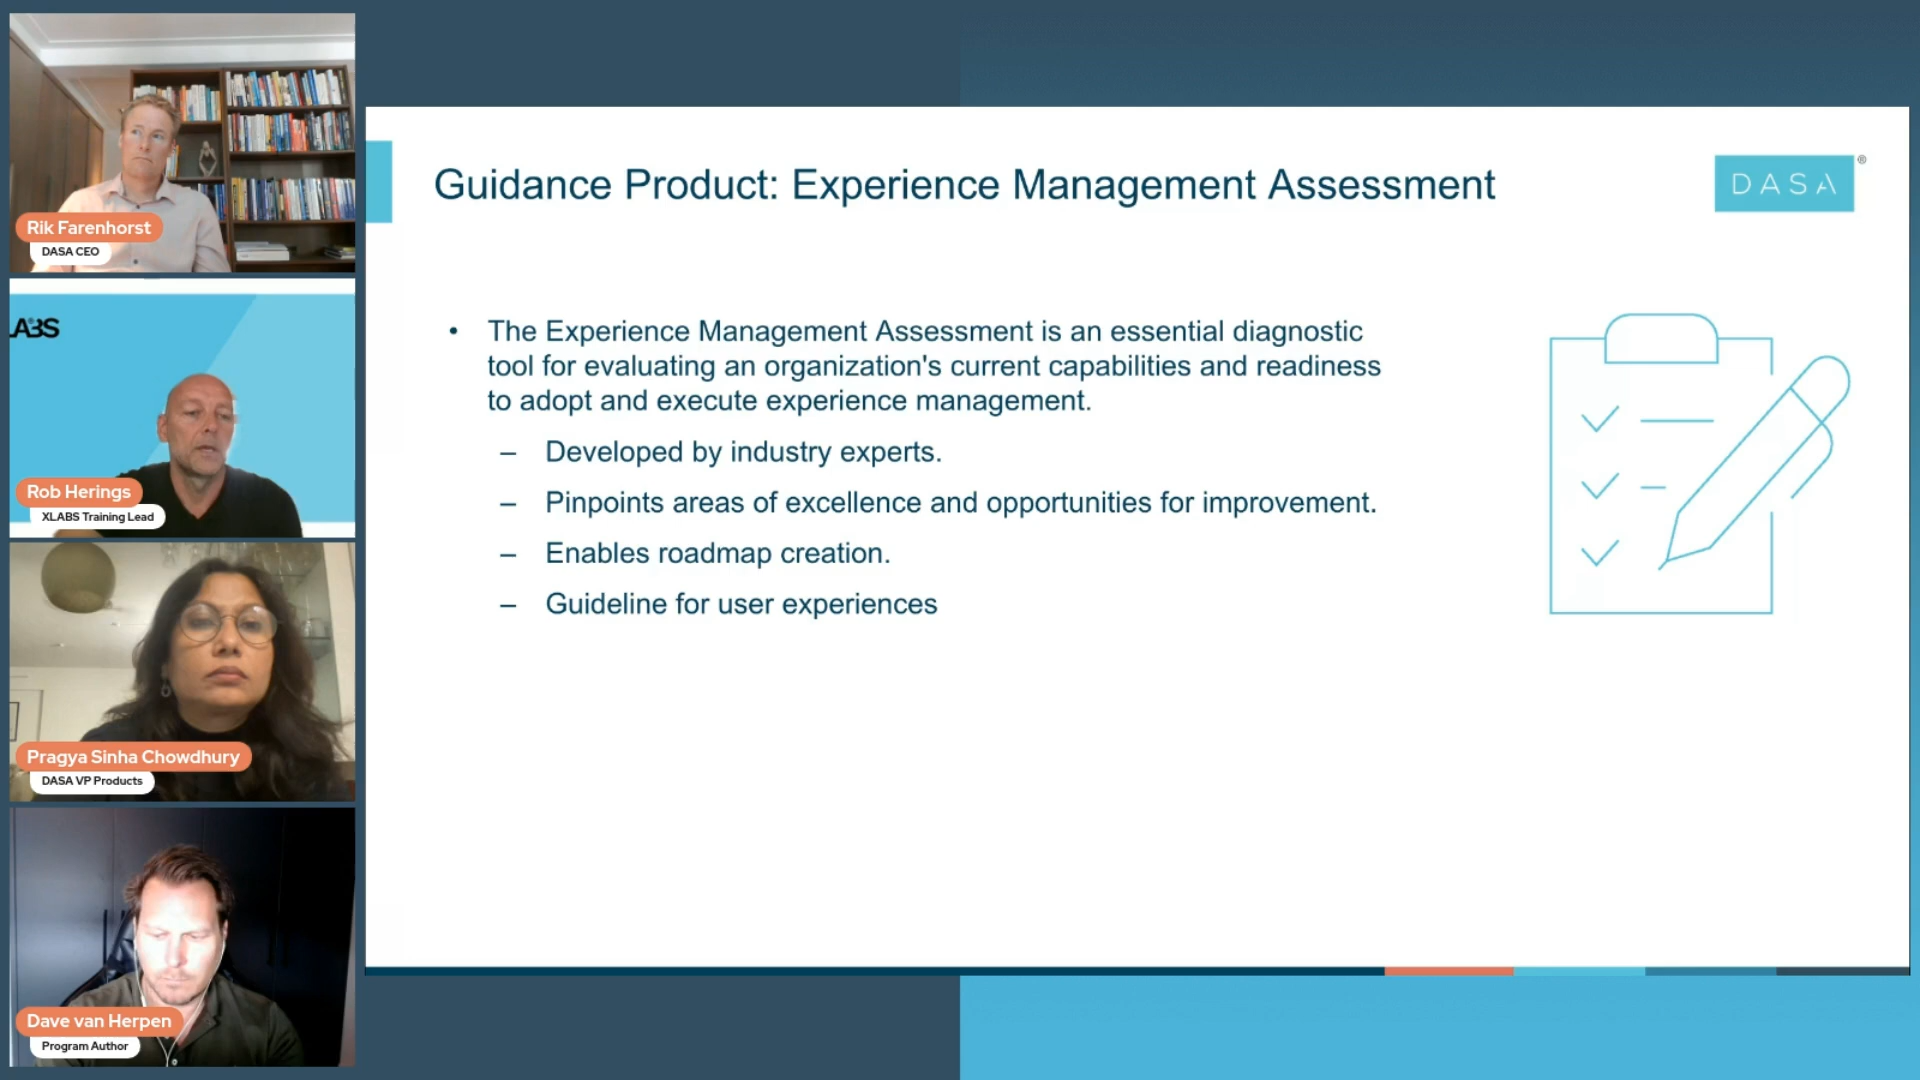 Rik Farenhorst
DASA CEO
ABS
Rob Herings
XLABS Training Lead
Pragya Sinha Chowdhury
DASA VP Products
Dave van Herpen
Program Author
Guidance Product: Experience Management Assessment
DASA®
• The Experience Management Assessment is an essential diagnostic
tool for evaluating an organization's current capabilities and readiness
to adopt and execute experience management.
– Developed by industry experts.
– Pinpoints areas of excellence and opportunities for improvement.
– Enables roadmap creation.
– Guideline for user experiences